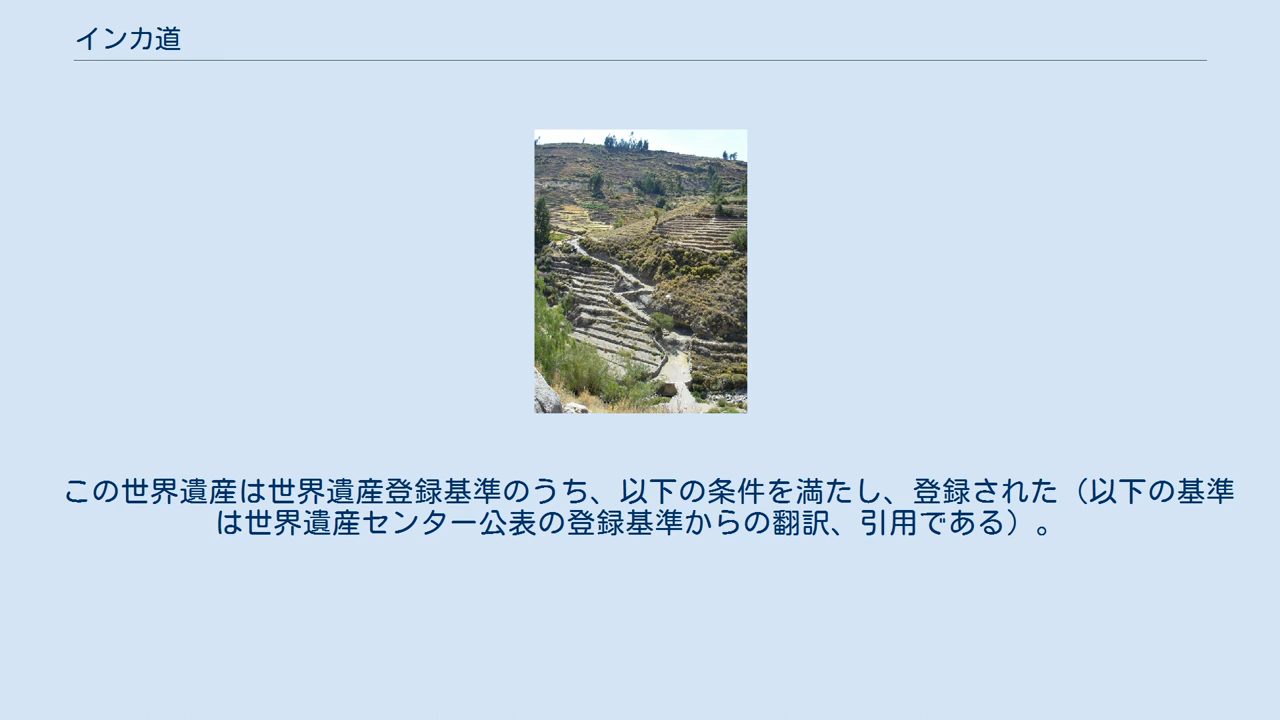 インカ道
この世界遺産は世界遺産登録基準のうち、以下の条件を満たし、登録された（以下の基準
は世界遺産センター公表の登録基準からの翻訳、引用である）。